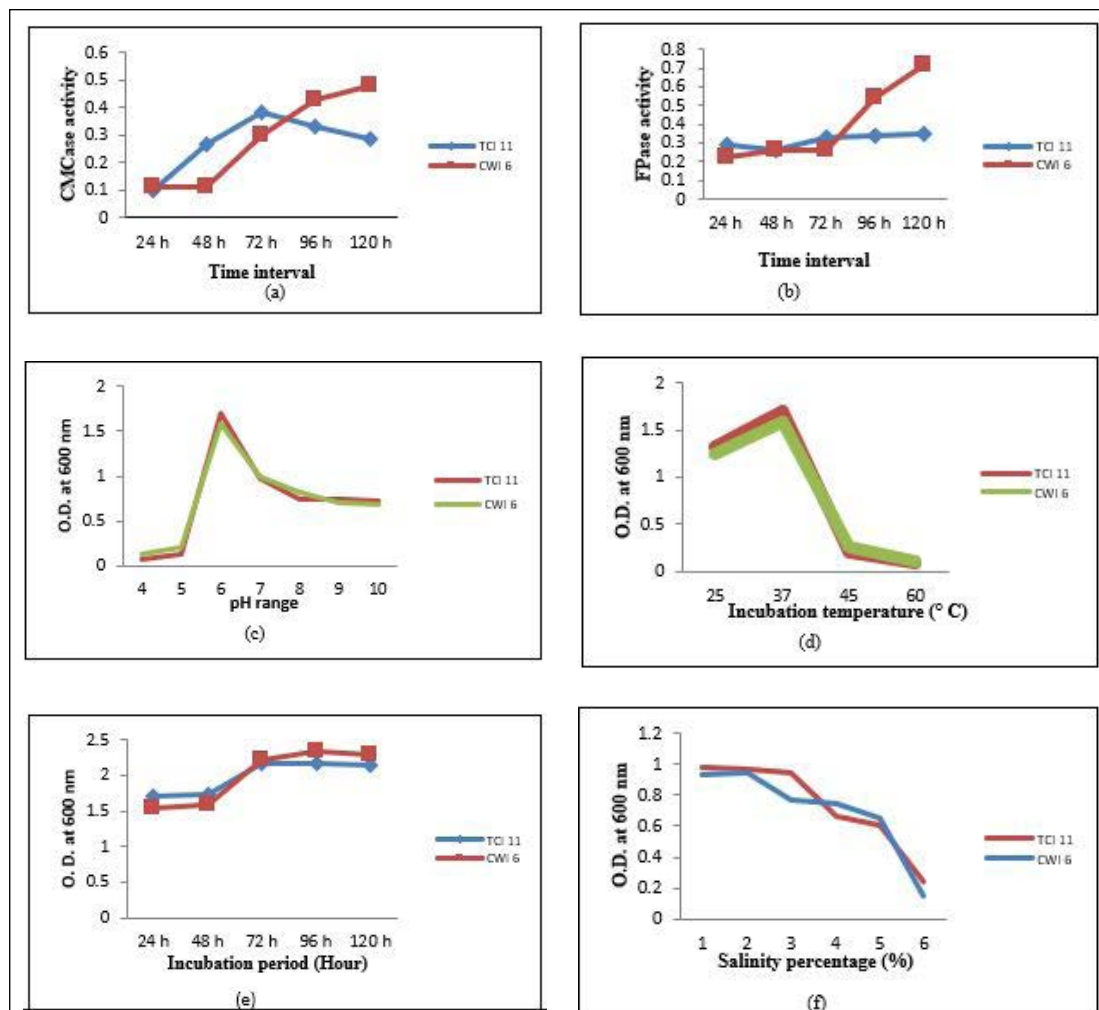 0.6
0.5
0.4
0.3
0.2
0.1
0
CMCase activity
24 h 48 h 72 h 96 h 120 h
Time interval
(a)
TCI 11
CWI 6
0.8
0.7
0.6
0.5
0.4
0.3
0.2
0.1
0
FPase activity
24 h 48 h 72 h 96 h 120 h
Time interval
(b)
TCI 11
CWI 6
2
1.5
1
0.5
0
O.D. at 600 nm
4 5 6 7 8 9 10
pH range
(c)
TCI 11
CWI 6
2
1.5
1
0.5
0
O.D. at 600 nm
25 37 45 60
Incubation temperature (° C)
(d)
TCI 11
CWI 6
2.5
2
1.5
1
0.5
0
O. D. at 600 nm
24 h 48 h 72 h 96 h 120 h
Incubation period (Hour)
(e)
TCI 11
CWI 6
1.2
1
0.8
0.6
0.4
0.2
0
O.D. at 600 nm
1 2 3 4 5 6
Salinity percentage (%)
(f)
TCI 11
CWI 6